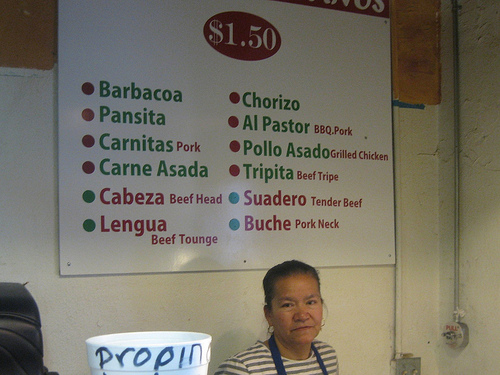 $1.50
Barbacoa
Pansita
Carnitas Pork
Carne Asada
Cabeza Beef Head
Lengua
Beef Tounge
Chorizo
Al Pastor BBQ.Pork
Pollo Asado Grilled Chicken
Tripita Beef Tripe
Suadero Tender Beef
Buche Pork Neck
propin